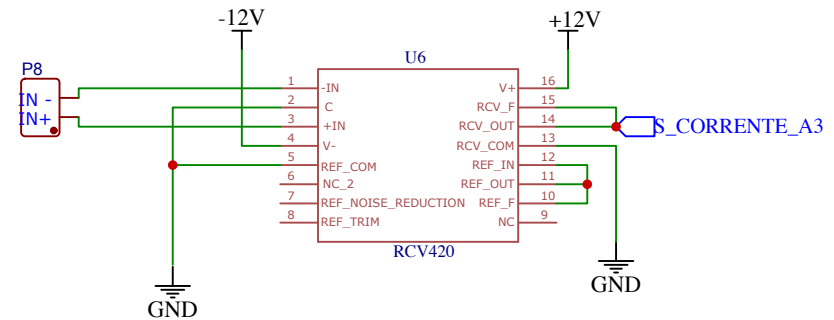 -12V
+12V
U6
P8
IN -
IN+
1
-IN
2
C
3
+IN
4
V-
5
REF_COM
6
NC_2
7
REF_NOISE_REDUCTION
8
REF_TRIM
V+
16
RCV_F
15
RCV_OUT
14
RCV_COM
13
REF_IN
12
REF_OUT
11
REF_F
10
NC
9
S_CORRENTE_A3
RCV420
GND
GND